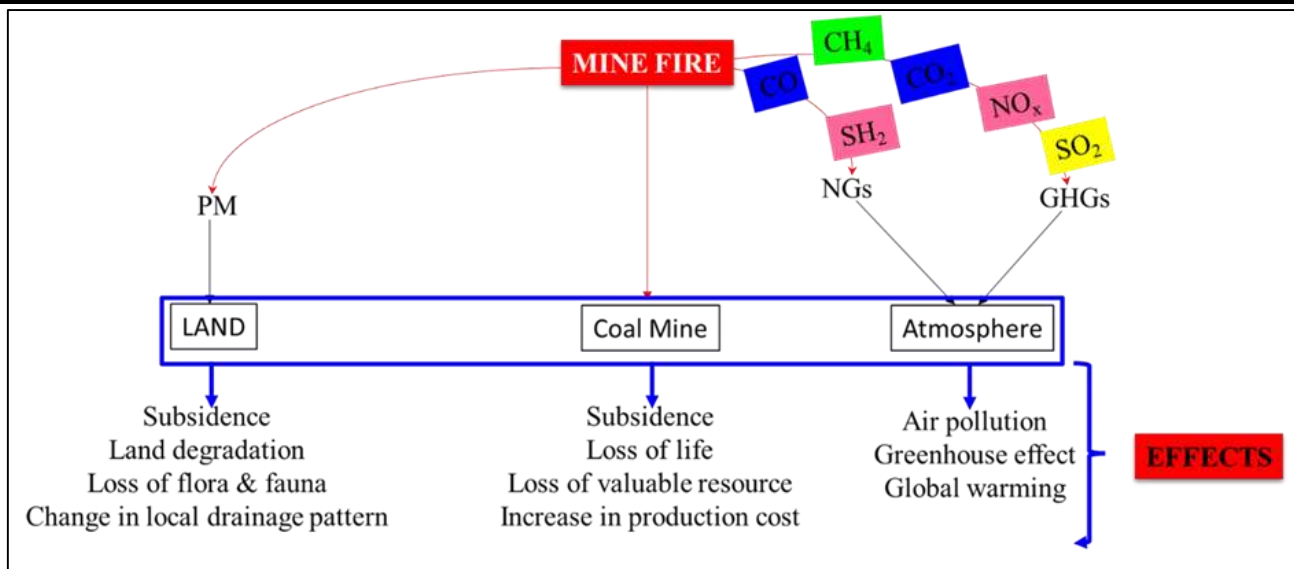 MINE FIRE
CH₄
CO
CO₂
NOₓ
SH₂
SO₂
PM
NGs
GHGs
LAND
Coal Mine
Atmosphere
Subsidence
Land degradation
Loss of flora & fauna
Change in local drainage pattern
Subsidence
Loss of life
Loss of valuable resource
Increase in production cost
Air pollution
Greenhouse effect
Global warming
EFFECTS